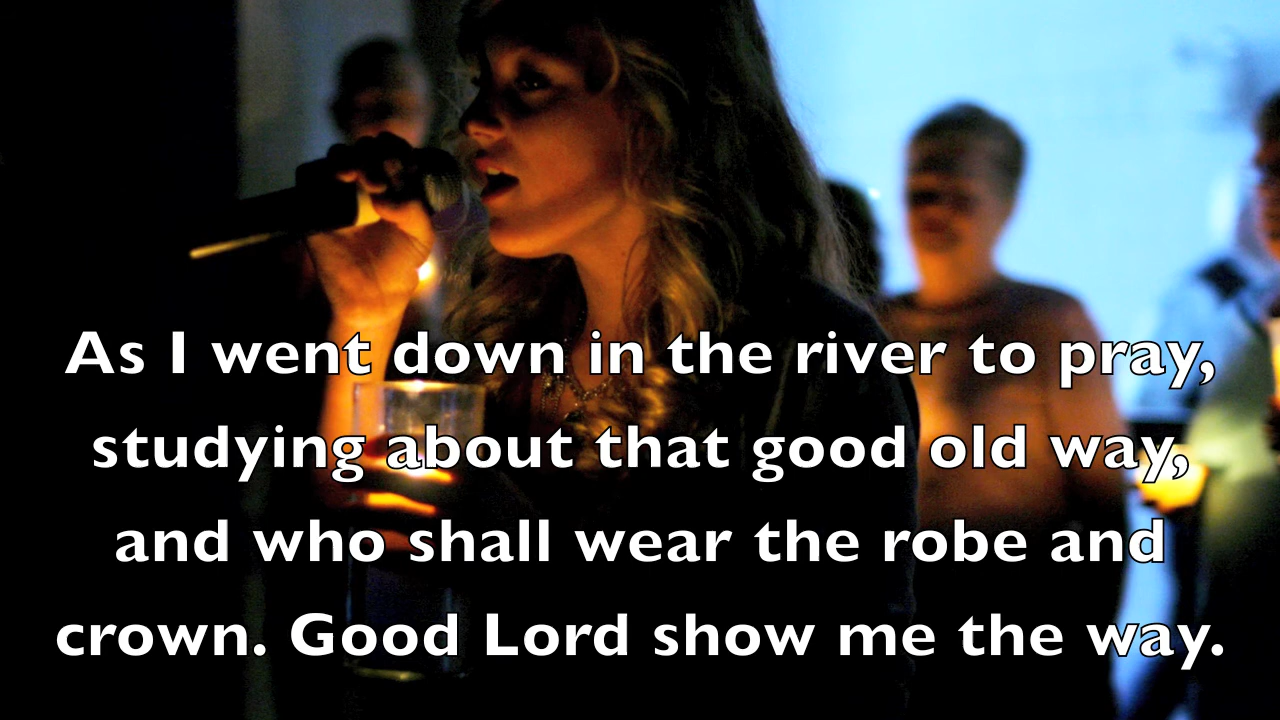 As I went down in the river to pray,
studying about that good old way,
and who shall wear the robe and
crown. Good Lord show me the way.